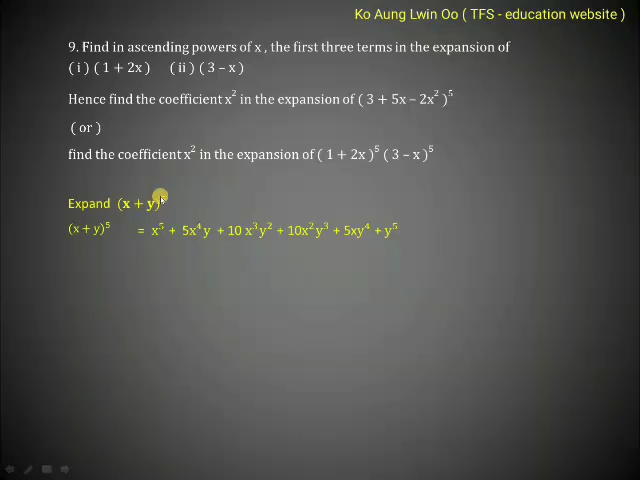 Ko Aung Lwin Oo ( TFS - education website )
9. Find in ascending powers of x , the first three terms in the expansion of
( i ) ( 1 + 2x ) ( ii ) ( 3 – x )
Hence find the coefficient x² in the expansion of ( 3 + 5x – 2x² )⁵
( or )
find the coefficient x² in the expansion of ( 1 + 2x )⁵ ( 3 – x )⁵
Expand (x + y)
(x + y)⁵ = x⁵ + 5x⁴y + 10 x³y² + 10x²y³ + 5xy⁴ + y⁵